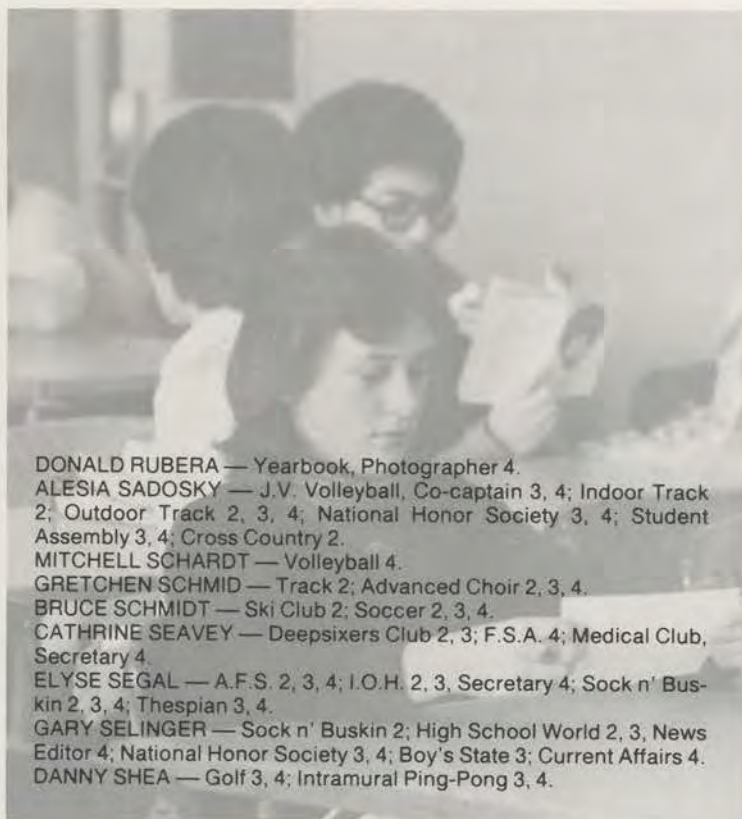 DONALD RUBERA — Yearbook, Photographer 4.
ALESIA SADOSKY — J.V. Volleyball, Co-captain 3, 4; Indoor Track
2; Outdoor Track 2, 3, 4; National Honor Society 3, 4; Student
Assembly 3, 4; Cross Country 2.
MITCHELL SCHARDT — Volleyball 4.
GRETCHEN SCHMID — Track 2; Advanced Choir 2, 3, 4.
BRUCE SCHMIDT — Ski Club 2; Soccer 2, 3, 4.
CATHRINE SEAVEY — Deepsixers Club 2, 3; F.S.A. 4; Medical Club,
Secretary 4.
ELYSE SEGAL — A.F.S. 2, 3, 4; I.O.H. 2, 3, Secretary 4; Sock n' Bus-
kin 2, 3, 4; Thespian 3, 4.
GARY SELINGER — Sock n' Buskin 2; High School World 2, 3, News
Editor 4; National Honor Society 3, 4; Boy's State 3; Current Affairs 4.
DANNY SHEA — Golf 3, 4; Intramural Ping-Pong 3, 4.